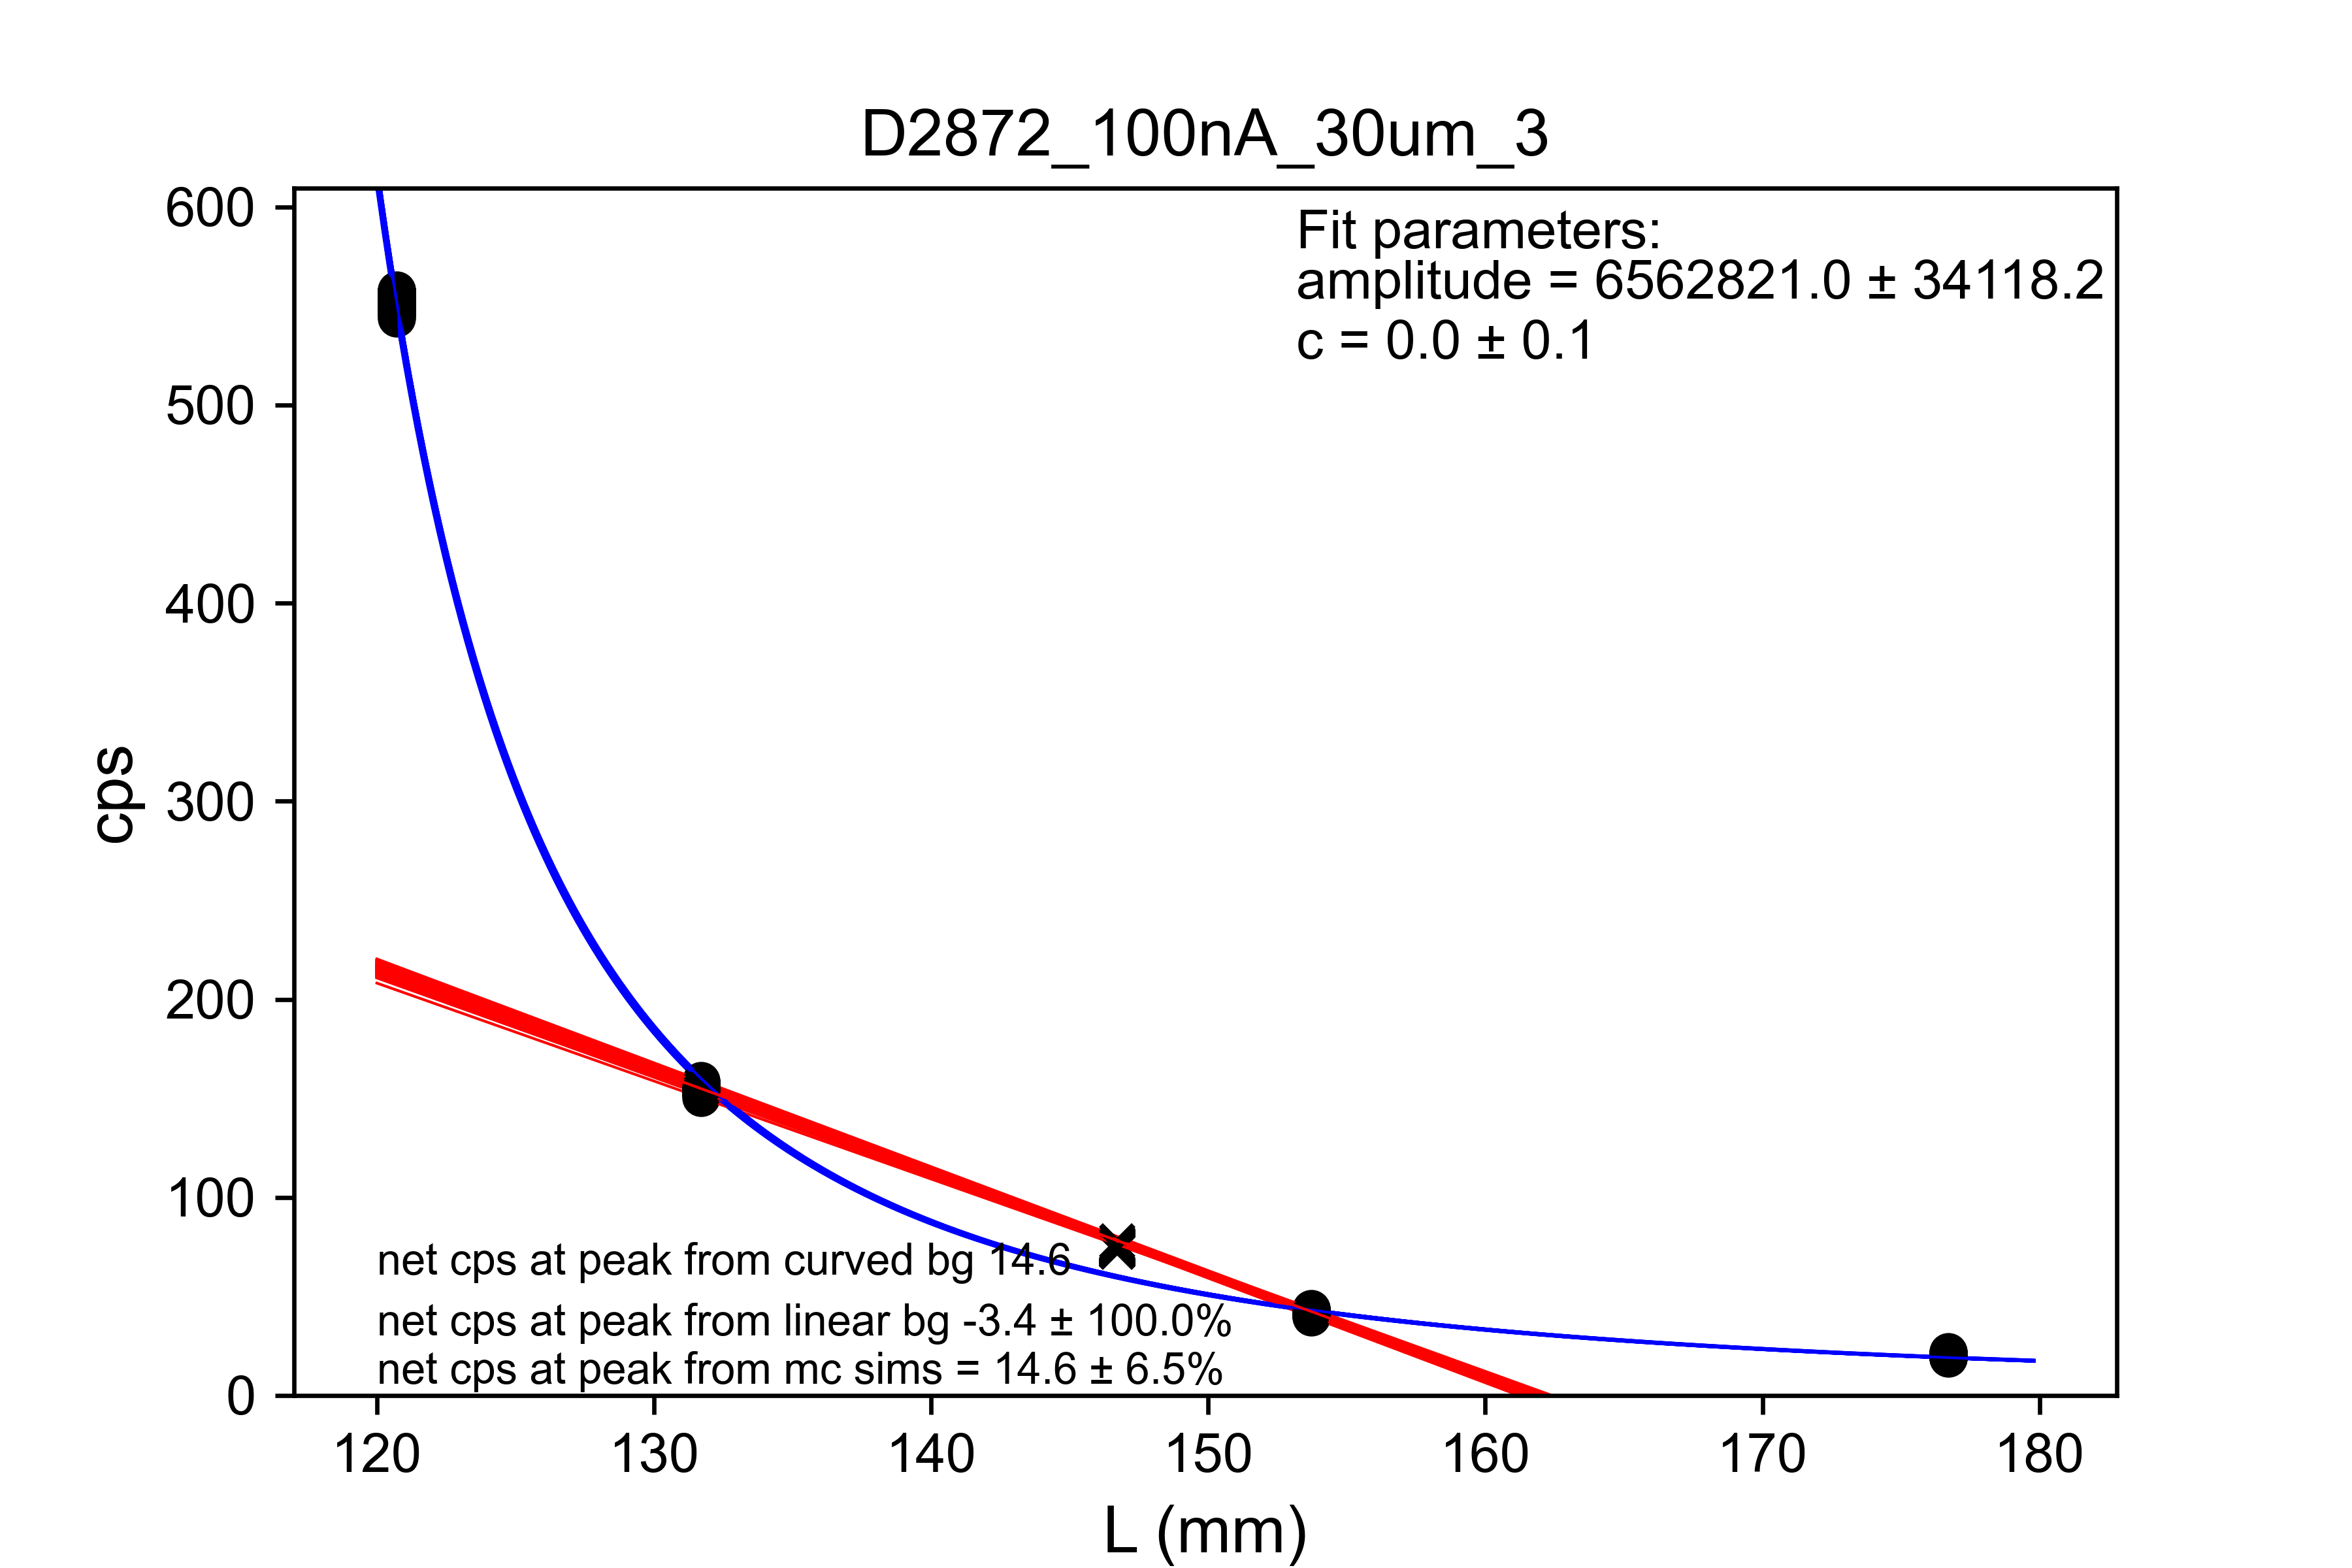 D2872_100nA_30um_3
Fit parameters:
amplitude = 6562821.0 ± 34118.2
c = 0.0 ± 0.1
600
500
400
300
200
100
0
cps
net cps at peak from curved bg 14.6
net cps at peak from linear bg -3.4 ± 100.0%
net cps at peak from mc sims = 14.6 ± 6.5%
120 130 140 150 160 170 180
L (mm)